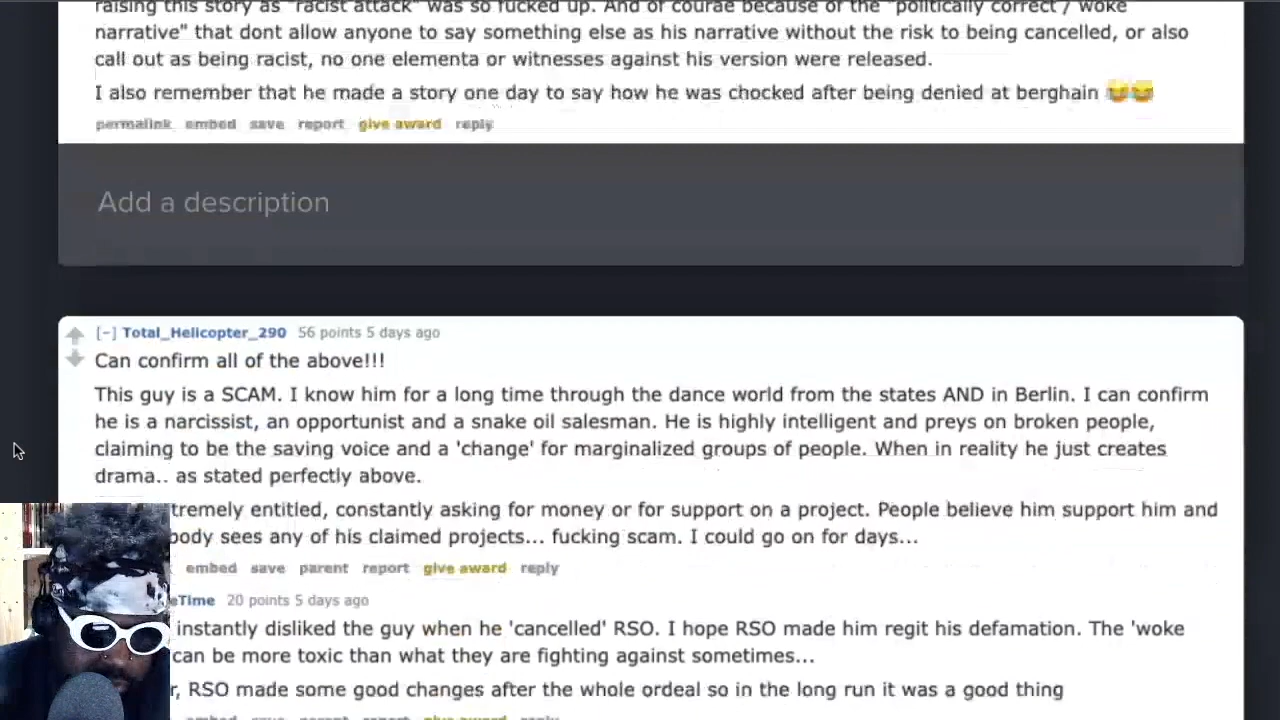 raising this story as "racist attack" was so fucked up. And of courae because of the "politically correct / woke
narrative" that dont allow anyone to say something else as his narrative without the risk to being cancelled, or also
call out as being racist, no one elementa or witnesses against his version were released.
I also remember that he made a story one day to say how he was chocked after being denied at berghain 😂😂
permalink embed save report give award reply
Add a description
[-] Total_Helicopter_290 56 points 5 days ago
Can confirm all of the above!!!
This guy is a SCAM. I know him for a long time through the dance world from the states AND in Berlin. I can confirm
he is a narcissist, an opportunist and a snake oil salesman. He is highly intelligent and preys on broken people,
claiming to be the saving voice and a 'change' for marginalized groups of people. When in reality he just creates
drama.. as stated perfectly above.
tremely entitled, constantly asking for money or for support on a project. People believe him support him and
body sees any of his claimed projects... fucking scam. I could go on for days...
embed save parent report give award reply
eTime 20 points 5 days ago
instantly disliked the guy when he 'cancelled' RSO. I hope RSO made him regit his defamation. The 'woke
can be more toxic than what they are fighting against sometimes...
r, RSO made some good changes after the whole ordeal so in the long run it was a good thing
embed save parent report give award reply